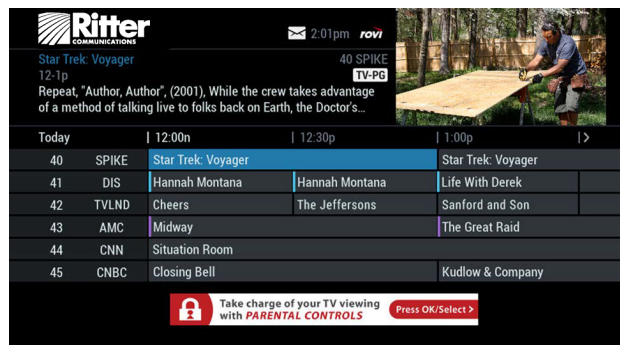 Ritter
COMMUNICATIONS
2:01pm rovi
Star Trek: Voyager 40 SPIKE
12-1p TV-PG
Repeat, "Author, Author", (2001), While the crew takes advantage
of a method of talking live to folks back on Earth, the Doctor's...
Today 12:00n 12:30p 1:00p
40 SPIKE Star Trek: Voyager Star Trek: Voyager
41 DIS Hannah Montana Hannah Montana Life With Derek
42 TVLND Cheers The Jeffersons Sanford and Son
43 AMC Midway The Great Raid
44 CNN Situation Room
45 CNBC Closing Bell Kudlow & Company
Take charge of your TV viewing
with PARENTAL CONTROLS
Press OK/Select >